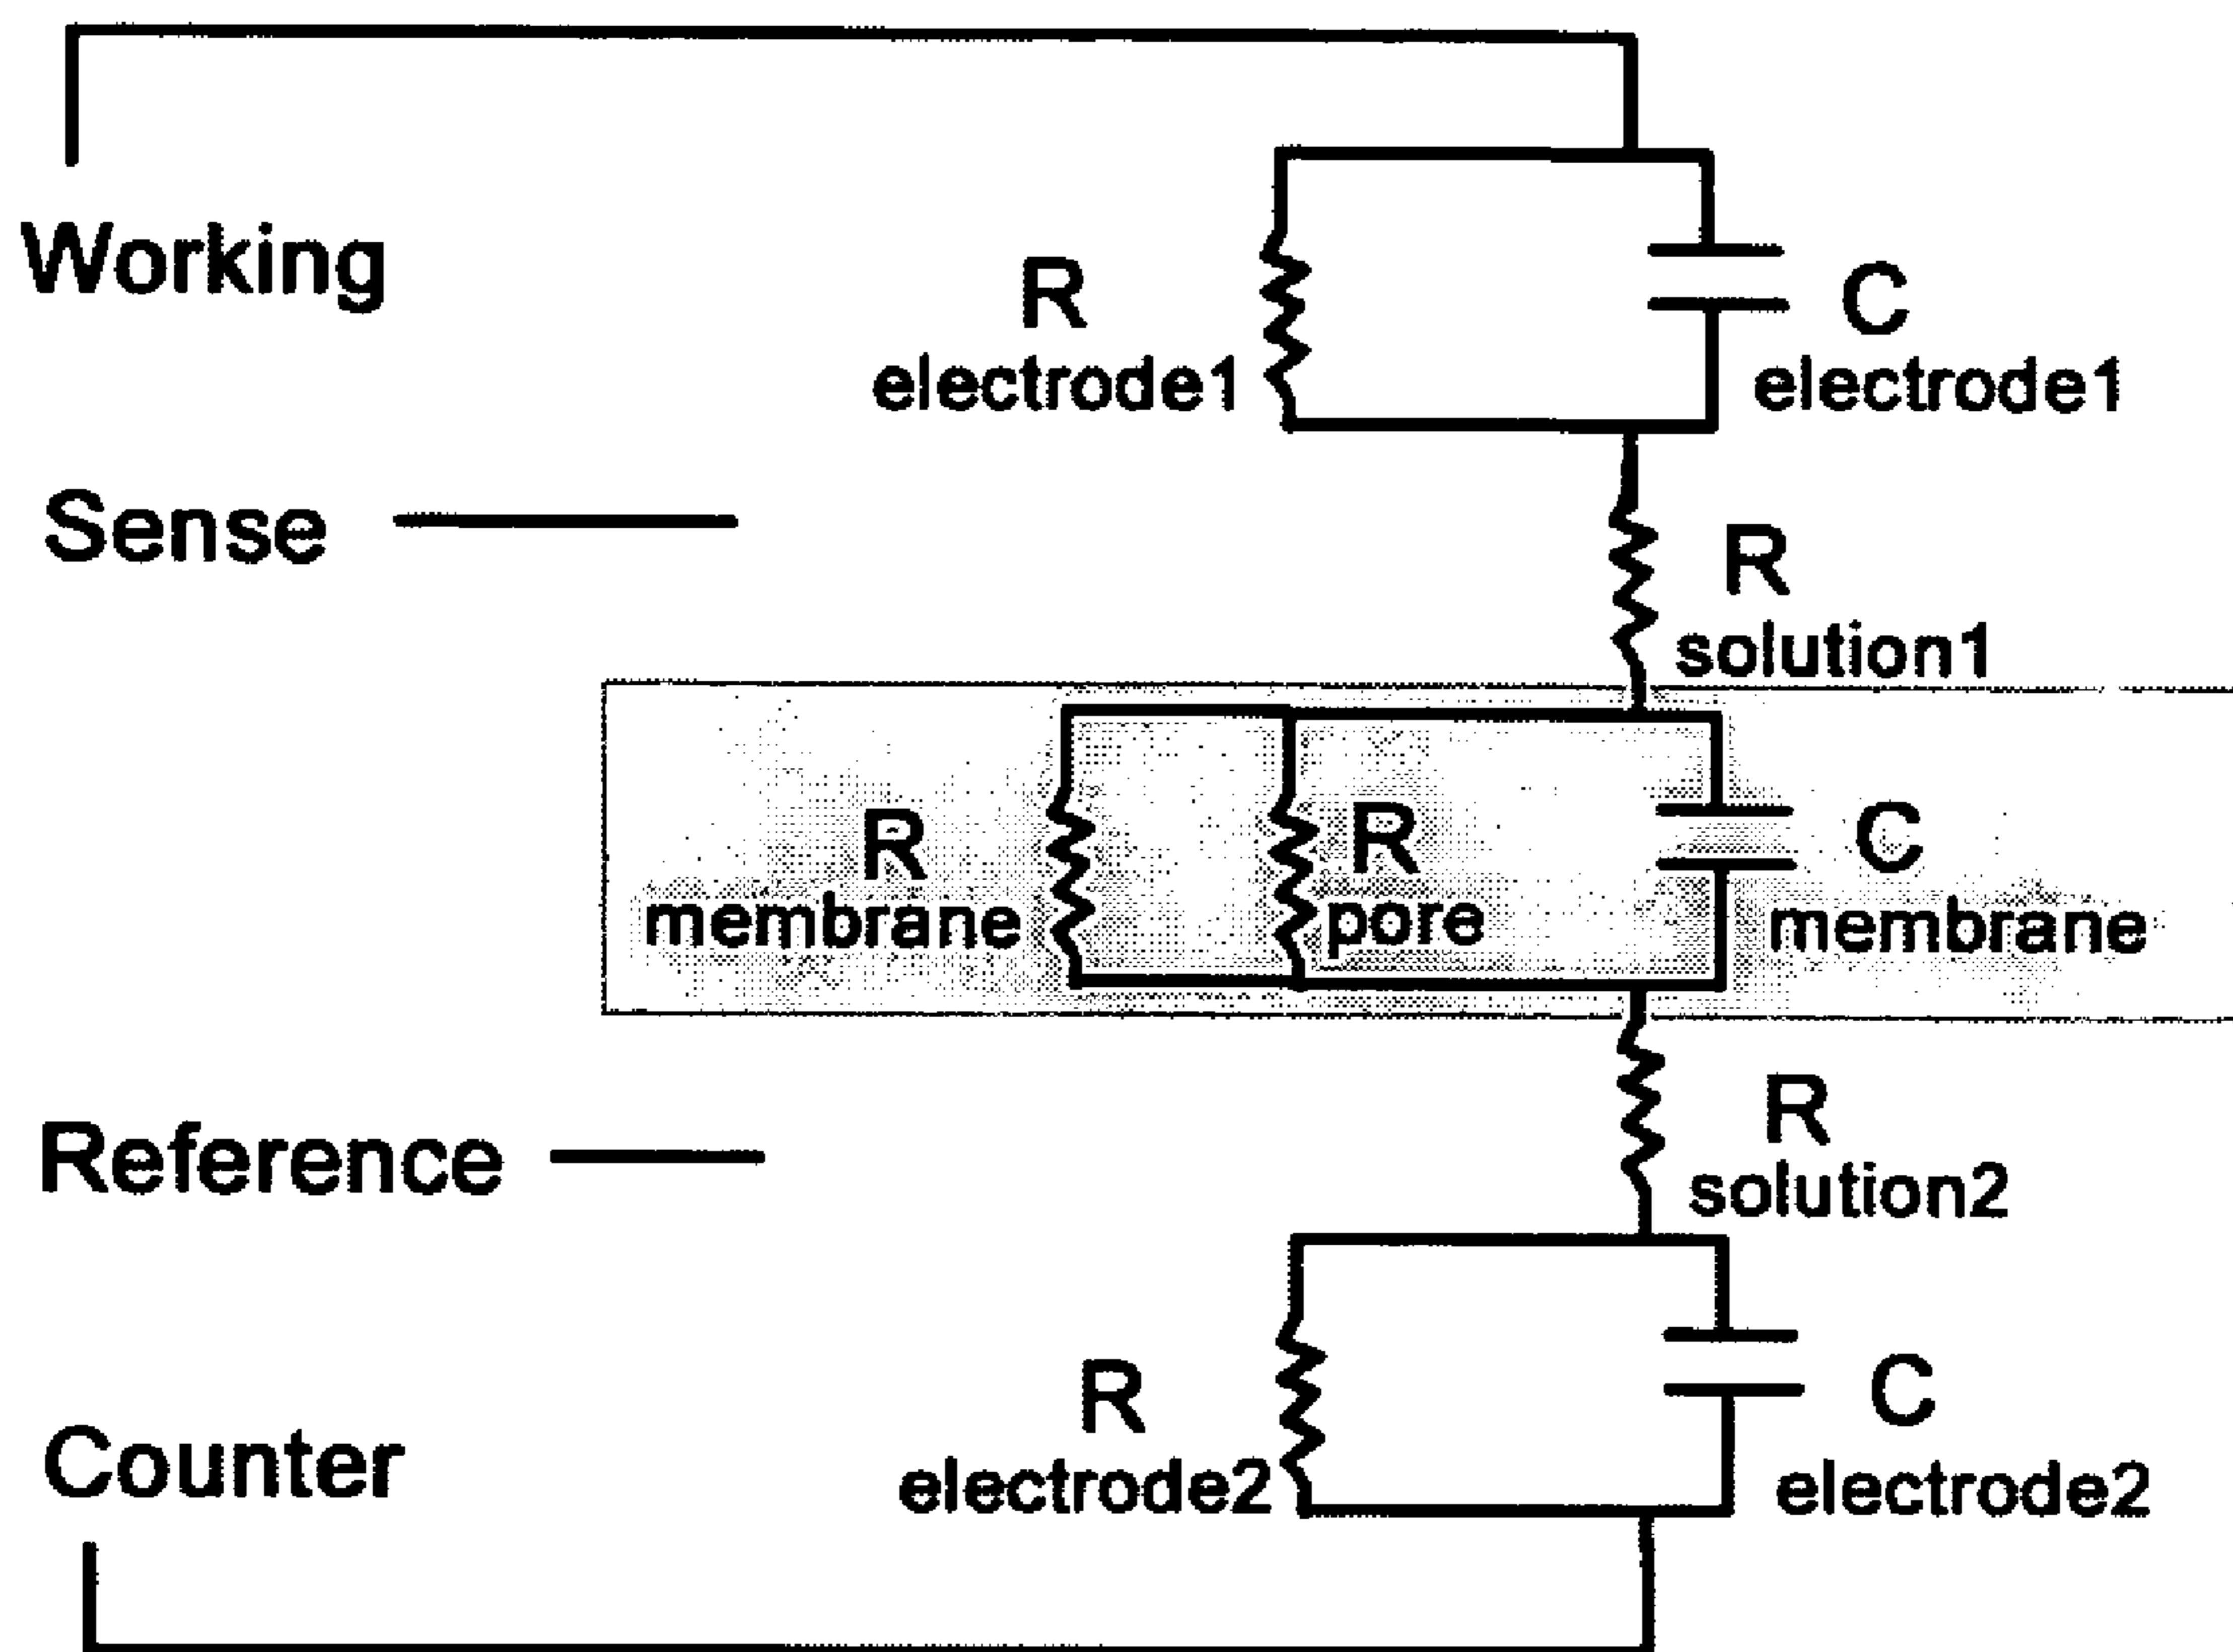 Working
R
electrode1
C
electrode1
Sense
R
solution1
R
membrane
R
pore
C
membrane
Reference
R
solution2
Counter
R
electrode2
C
electrode2